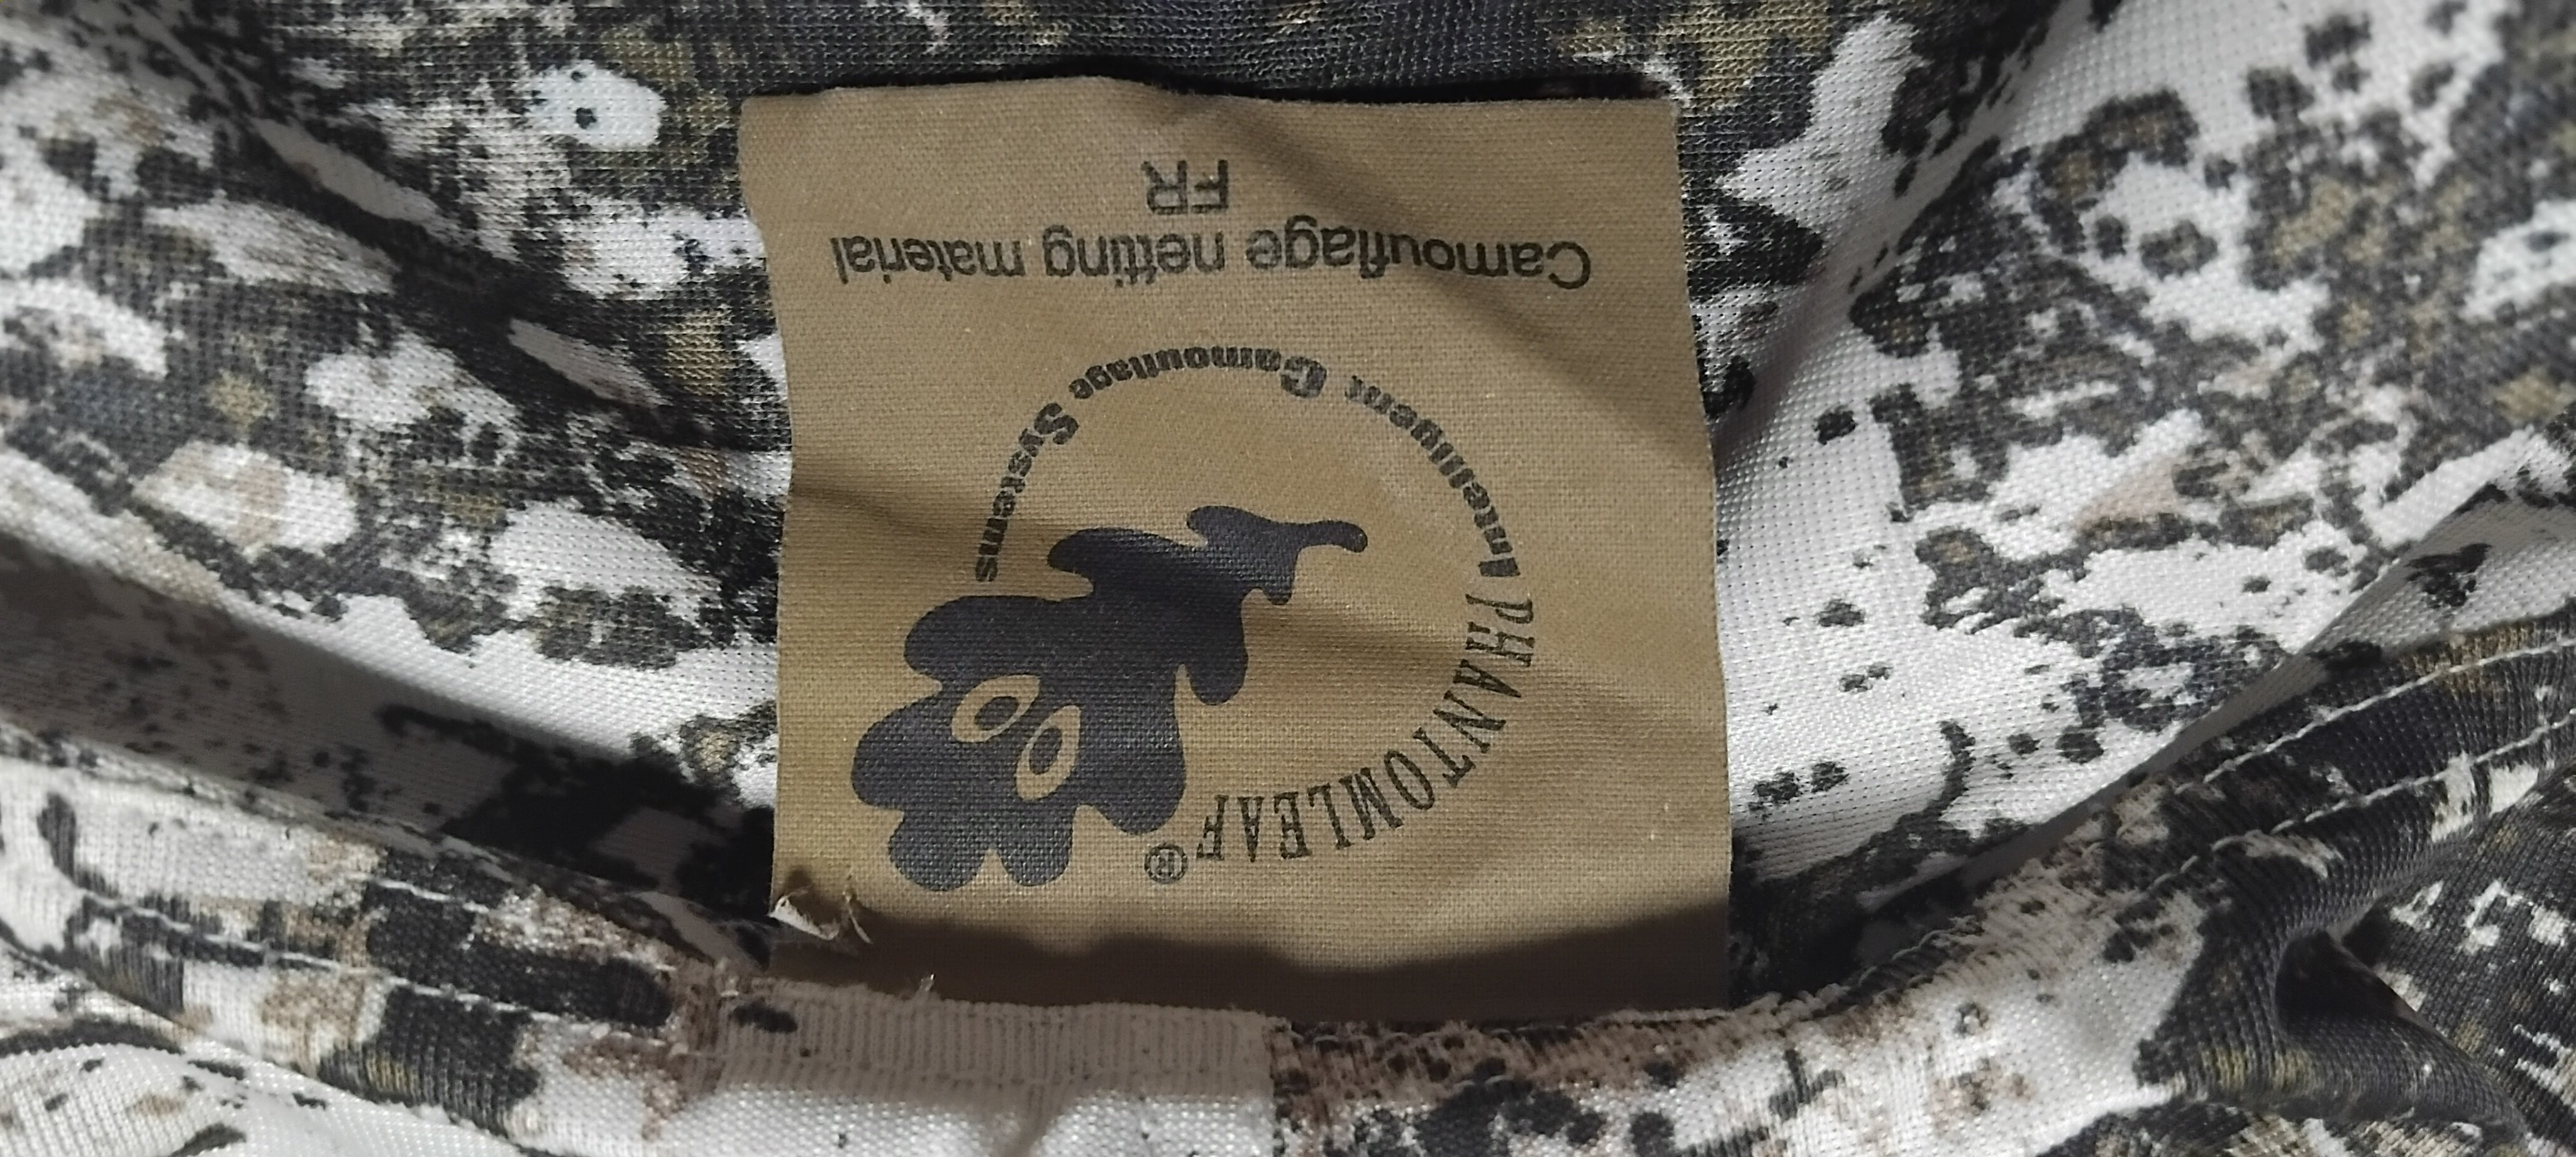 PHANTOMLEAF®
Intelligent Camouflage Systems
Camouflage netting material
FR